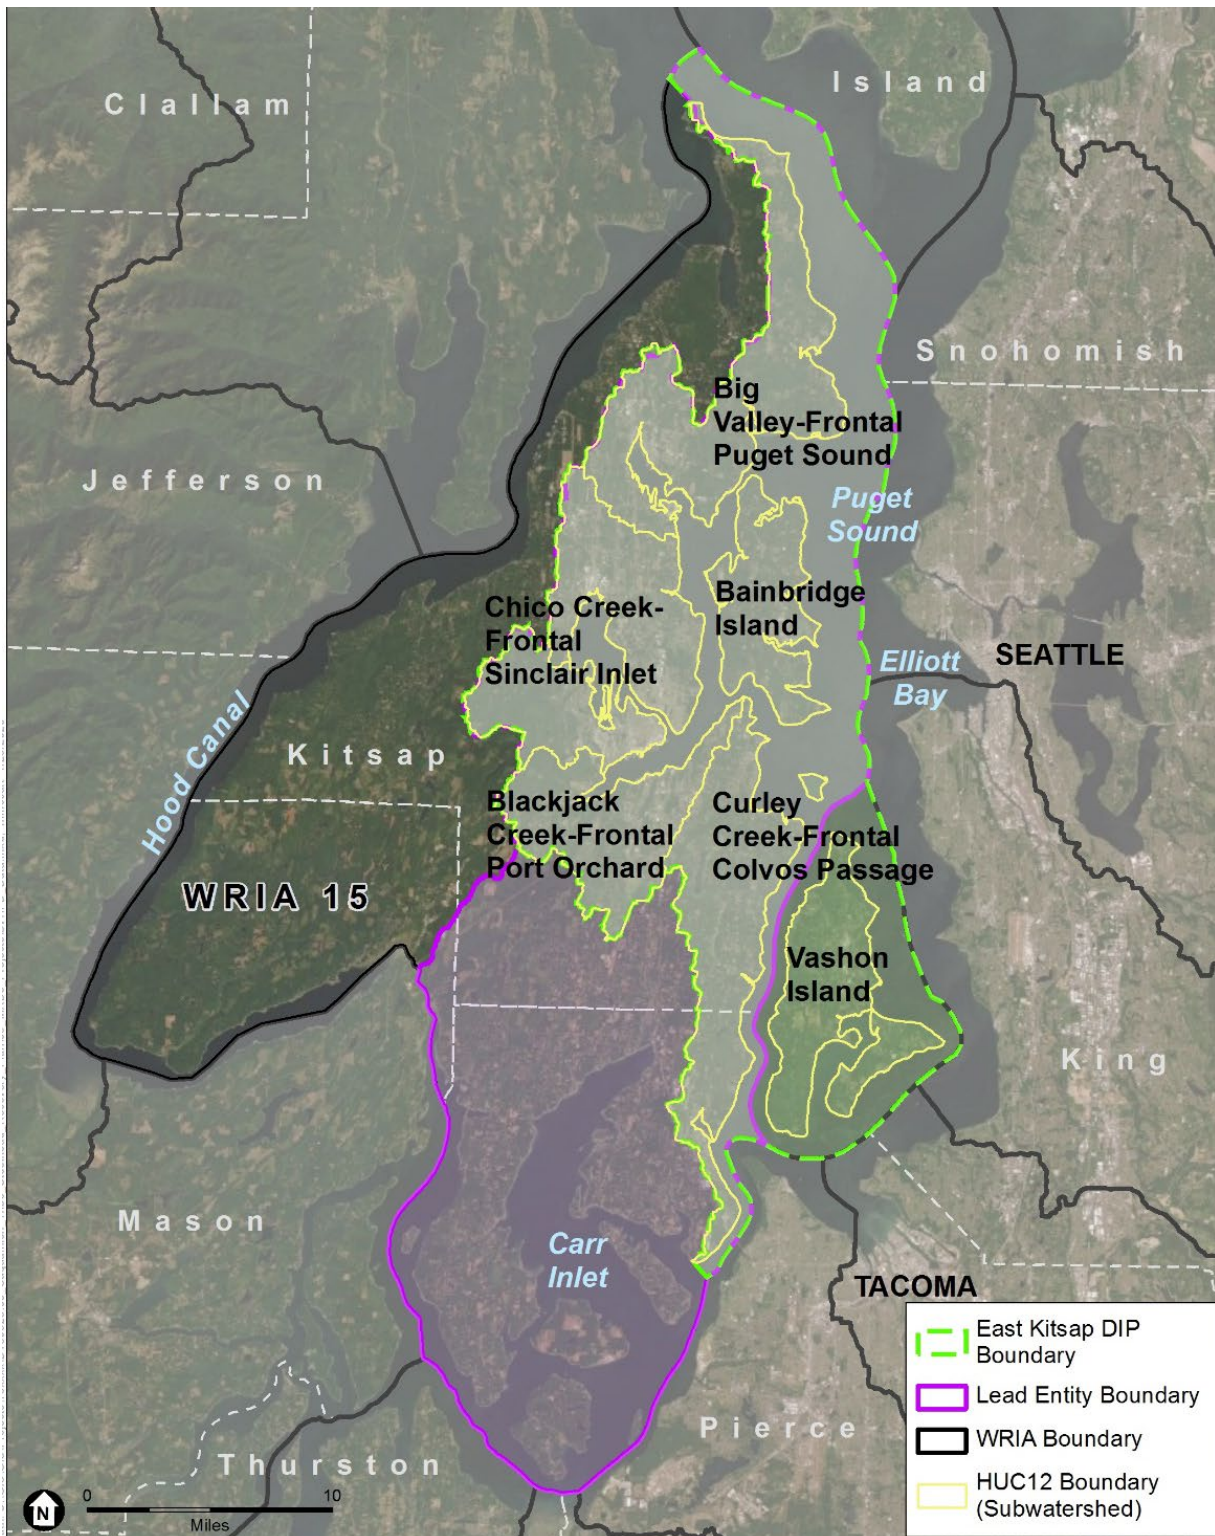 Clallam
Island
Snohomish
Big
Valley-Frontal
Puget Sound
Jefferson
Puget
Sound
Chico Creek-
Frontal
Sinclair Inlet
Bainbridge
Island
Elliott
Bay
SEATTLE
Hood Canal
Kitsap
Blackjack
Creek-Frontal
Port Orchard
Curley
Creek-Frontal
Colvos Passage
WRIA 15
Vashon
Island
King
Mason
Carr
Inlet
TACOMA
Pierce
Thurston
East Kitsap DIP
Boundary
Lead Entity Boundary
WRIA Boundary
HUC12 Boundary
(Subwatershed)
N
0 10
Miles